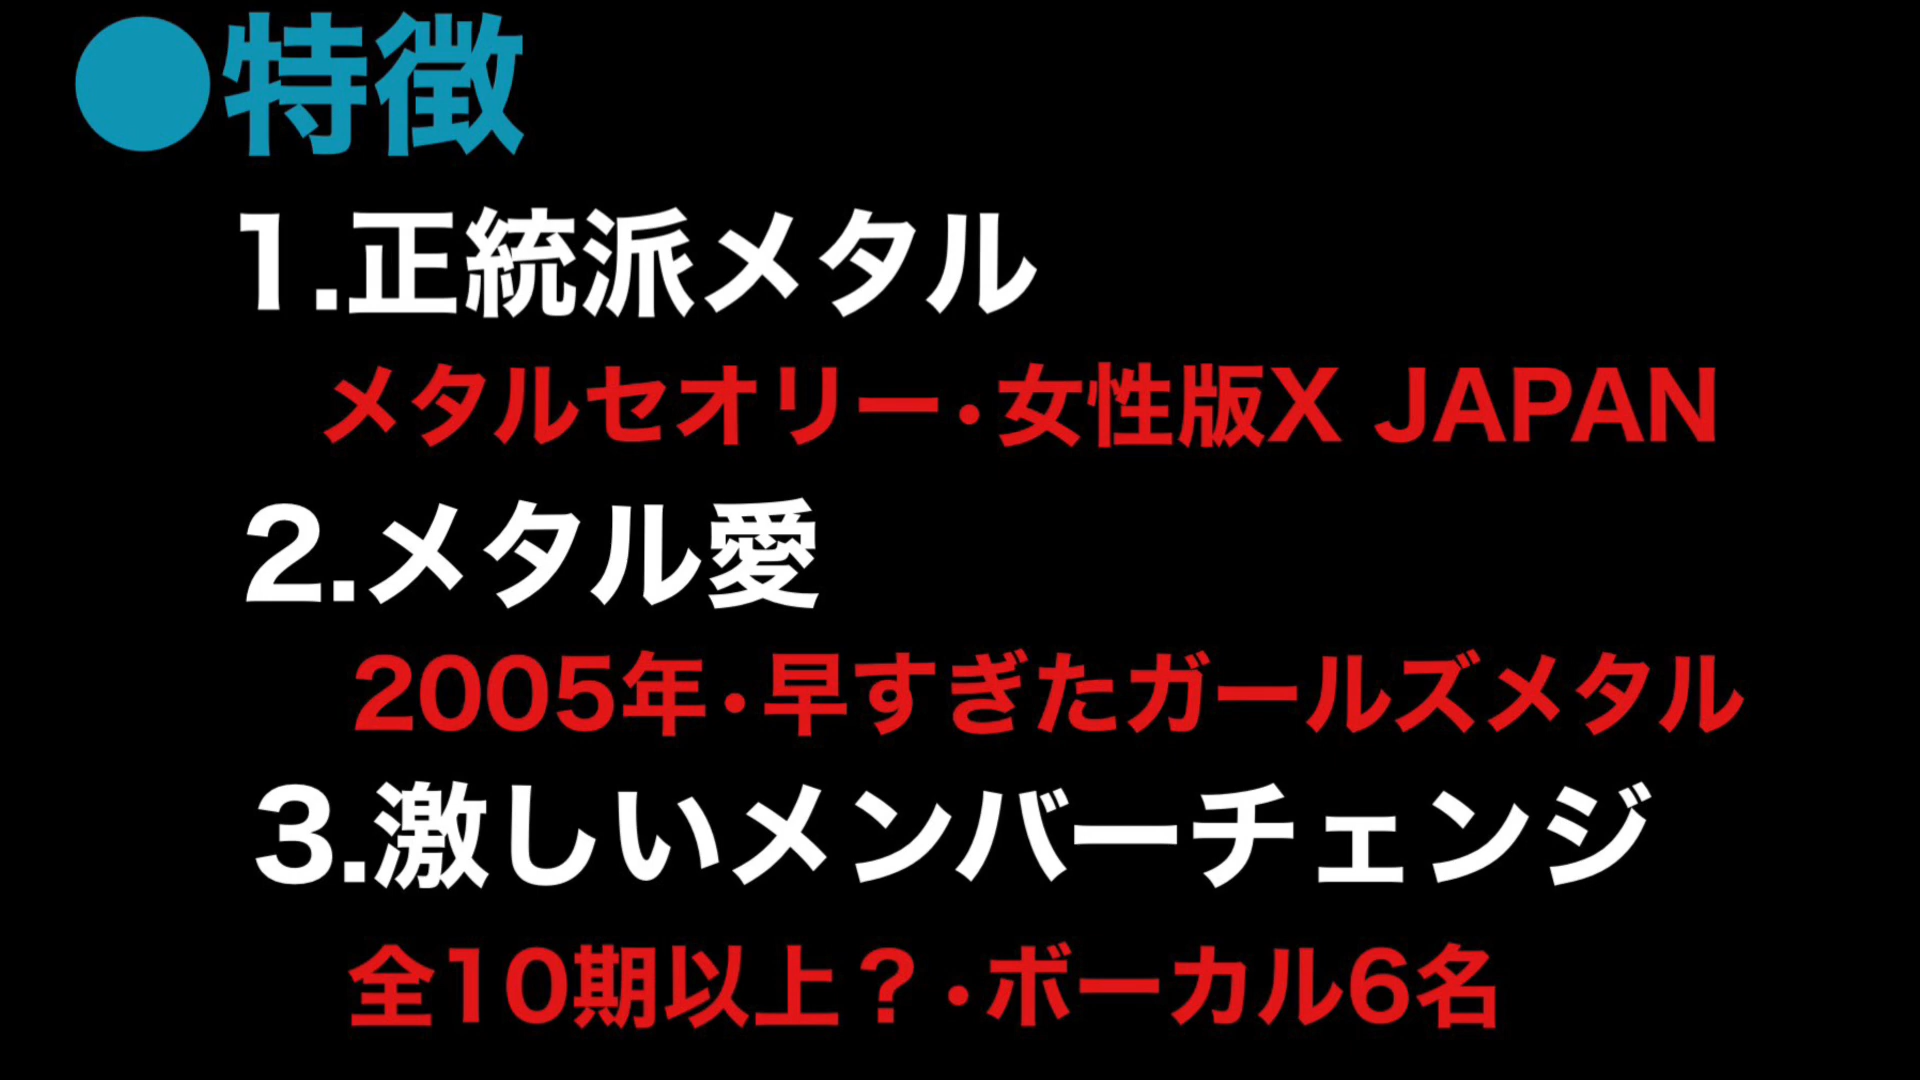 ●特徴
1.正統派メタル
メタルセオリー・女性版X JAPAN
2.メタル愛
2005年・早すぎたガールズメタル
3.激しいメンバーチェンジ
全10期以上？・ボーカル6名